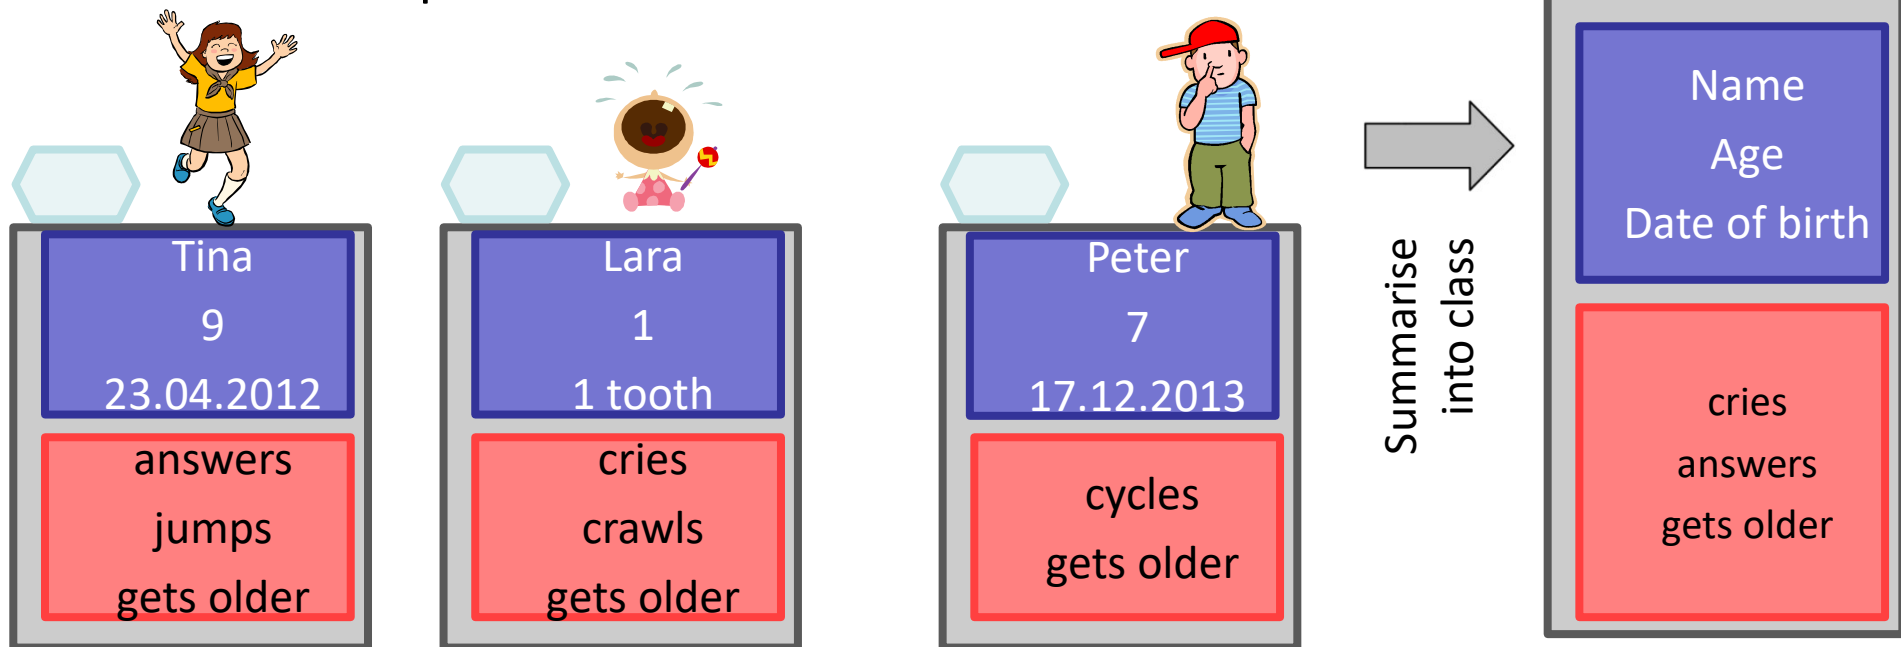 Tina
9
23.04.2012
answers
jumps
gets older
Lara
1
1 tooth
cries
crawls
gets older
Peter
7
17.12.2013
cycles
gets older
Summarise
into class
Name
Age
Date of birth
cries
answers
gets older